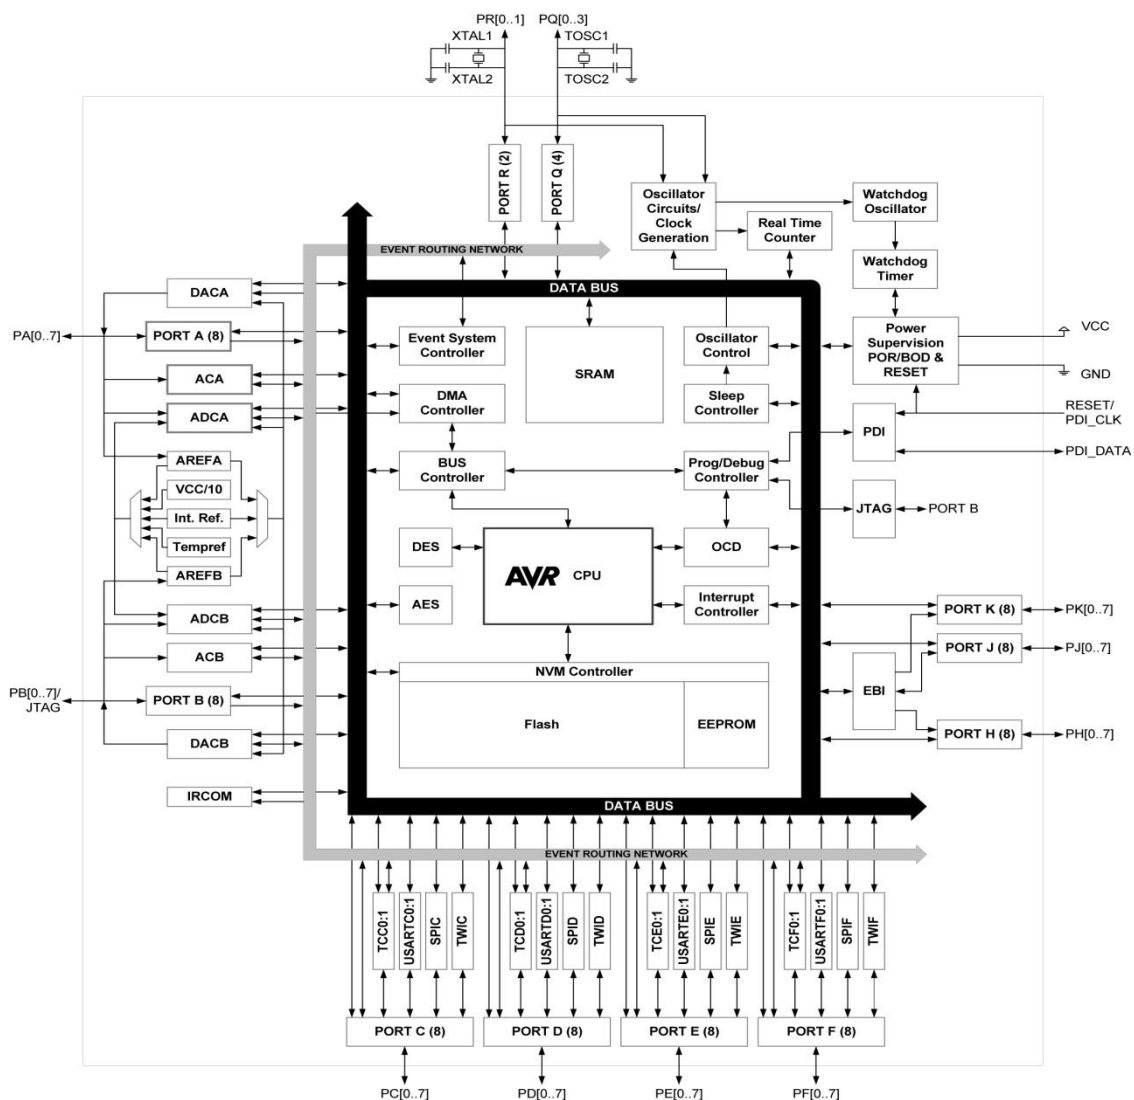 PR[0..1]
PQ[0..3]
XTAL1
TOSC1
XTAL2
TOSC2
PORT R (2)
PORT Q (4)
Oscillator
Circuits/
Clock
Generation
Watchdog
Oscillator
Real Time
Counter
Watchdog
Timer
EVENT ROUTING NETWORK
DATA BUS
DACA
PA[0..7]
PORT A (8)
ACA
ADCA
AREFA
VCC/10
Int. Ref.
Tempref
AREFB
ADCB
ACB
PB[0..7]/
JTAG
PORT B (8)
DACB
IRCOM
Event System
Controller
SRAM
Oscillator
Control
DMA
Controller
Sleep
Controller
BUS
Controller
Prog/Debug
Controller
DES
AVR
CPU
OCD
AES
Interrupt
Controller
NVM Controller
Flash
EEPROM
Power
Supervision
POR/BOD &
RESET
VCC
GND
RESET/
PDI_CLK
PDI
PDI_DATA
JTAG
PORT B
PORT K (8)
PK[0..7]
PORT J (8)
PJ[0..7]
EBI
PORT H (8)
PH[0..7]
DATA BUS
EVENT ROUTING NETWORK
TCC0:1
USARTC0:1
SPIC
TWIC
TCD0:1
USARTD0:1
SPID
TWID
TCE0:1
USARTE0:1
SPIE
TWIE
TCF0:1
USARTF0:1
SPIF
TWIF
PORT C (8)
PORT D (8)
PORT E (8)
PORT F (8)
PC[0..7]
PD[0..7]
PE[0..7]
PF[0..7]